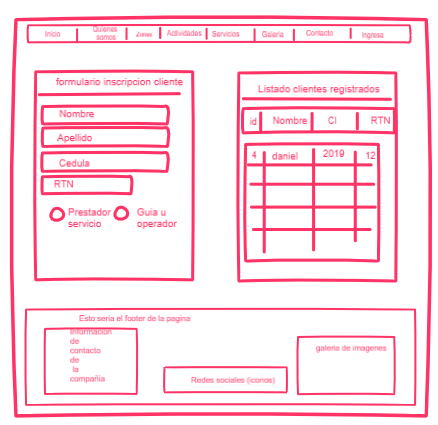 Inicio
Quienes
somos
Zonas
Actividades
Servicios
Galeria
Contacto
Ingresa
formulario inscripcion cliente
Nombre
Apellido
Cedula
RTN
Prestador
servicio
Guia u
operador
Listado clientes registrados
id Nombre CI RTN
4 daniel 2019 12
Esto sería el footer de la pagina
Información
de
contacto
de
la
compañia
Redes sociales (iconos)
galeria de imagenes